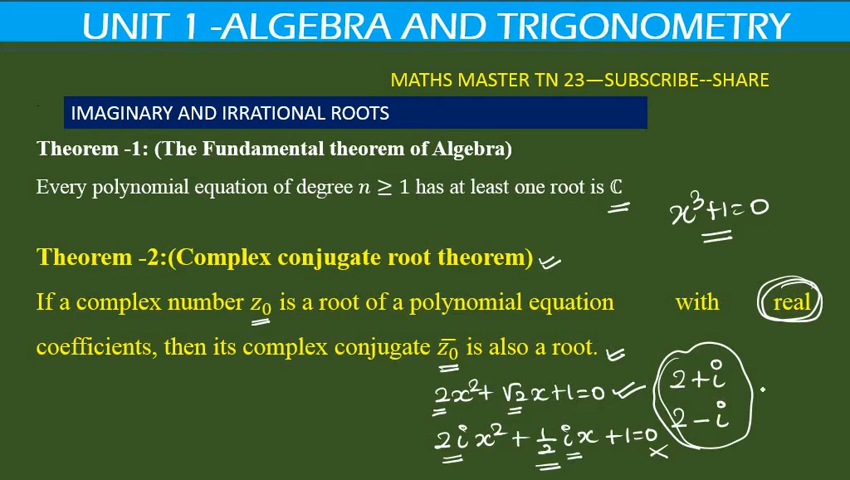 UNIT 1 -ALGEBRA AND TRIGONOMETRY
MATHS MASTER TN 23—SUBSCRIBE--SHARE
IMAGINARY AND IRRATIONAL ROOTS
Theorem -1: (The Fundamental theorem of Algebra)
Every polynomial equation of degree n ≥ 1 has at least one root is ℂ
x³+1=0
Theorem -2:(Complex conjugate root theorem)
If a complex number z₀ is a root of a polynomial equation with real
coefficients, then its complex conjugate z̄₀ is also a root.
2x²+√2x+1=0
2+i
2-i
2ix²+1/2ix+1=0